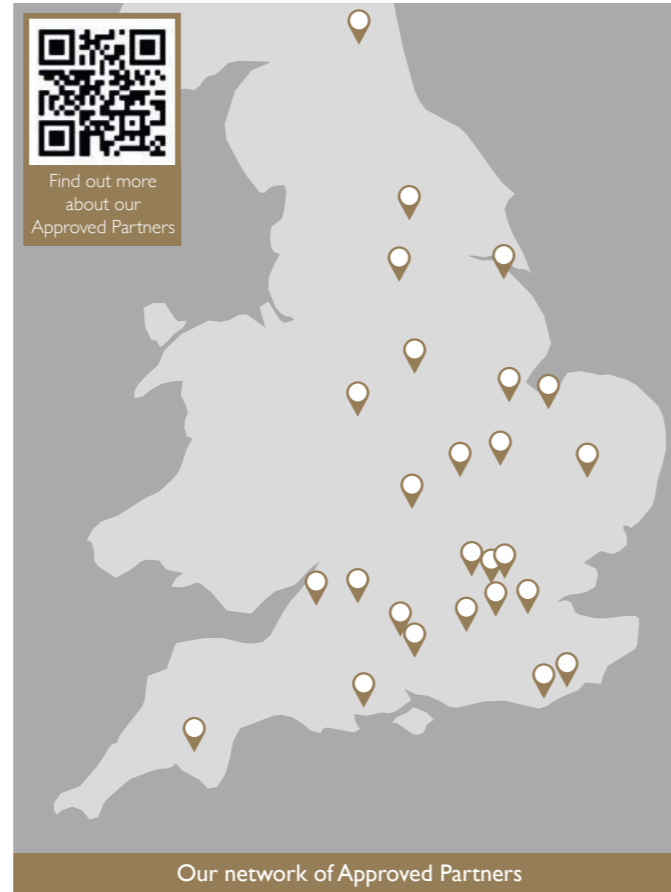 Find out more
about our
Approved Partners
Our network of Approved Partners